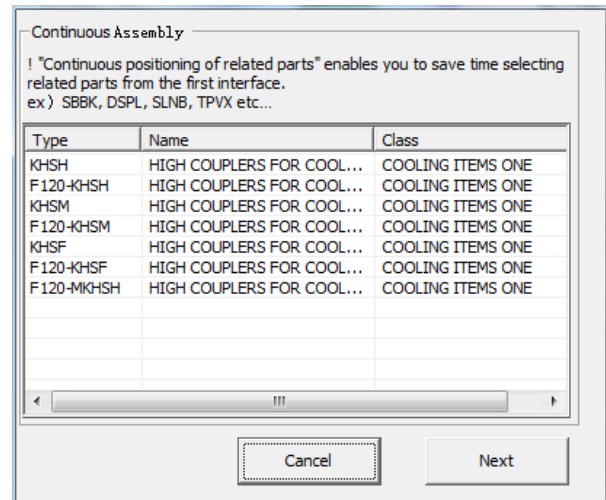 Continuous Assembly
! "Continuous positioning of related parts" enables you to save time selecting
related parts from the first interface.
ex) SBBK, DSPL, SLNB, TPVX etc...
Type Name Class
KHSH HIGH COUPLERS FOR COOL... COOLING ITEMS ONE
F120-KHSH HIGH COUPLERS FOR COOL... COOLING ITEMS ONE
KHSM HIGH COUPLERS FOR COOL... COOLING ITEMS ONE
F120-KHSM HIGH COUPLERS FOR COOL... COOLING ITEMS ONE
KHSF HIGH COUPLERS FOR COOL... COOLING ITEMS ONE
F120-KHSF HIGH COUPLERS FOR COOL... COOLING ITEMS ONE
F120-MKHSH HIGH COUPLERS FOR COOL... COOLING ITEMS ONE
Cancel Next